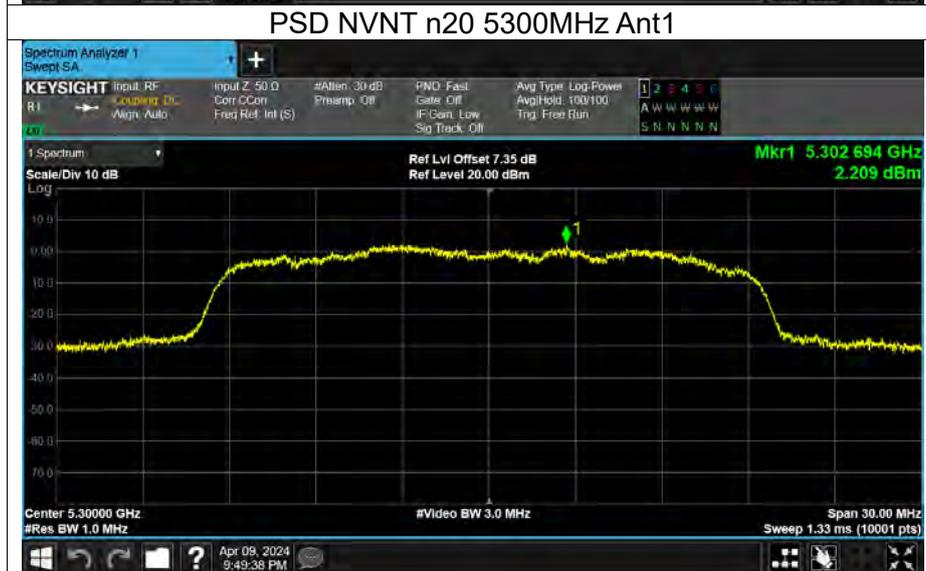 PSD NVNT n20 5300MHz Ant1
Spectrum Analyzer 1
Swept SA
+
KEYSIGHT Input: RF
R L Coupling: DC
Align: Auto
Input Z: 50 Ω
Corr CCorr
Freq Ref: Int (S)
#Atten: 30 dB
Preamp: Off
PNO: Fast
Gate: Off
IF Gain: Low
Sig Track: Off
Avg Type: Log-Power
Avg|Hold: 100/100
Trig: Free Run
1 2 3 4 5 6
A W W W W W
S N N N N N
1 Spectrum
Scale/Div 10 dB
Log
Ref Lvl Offset 7.35 dB
Ref Level 20.00 dBm
Mkr1 5.302 694 GHz
2.209 dBm
10.0
0.00
-10.0
-20.0
-30.0
-40.0
-50.0
-60.0
-70.0
1
Center 5.30000 GHz
#Res BW 1.0 MHz
#Video BW 3.0 MHz
Span 30.00 MHz
Sweep 1.33 ms (10001 pts)
?
Apr 09, 2024
9:49:38 PM